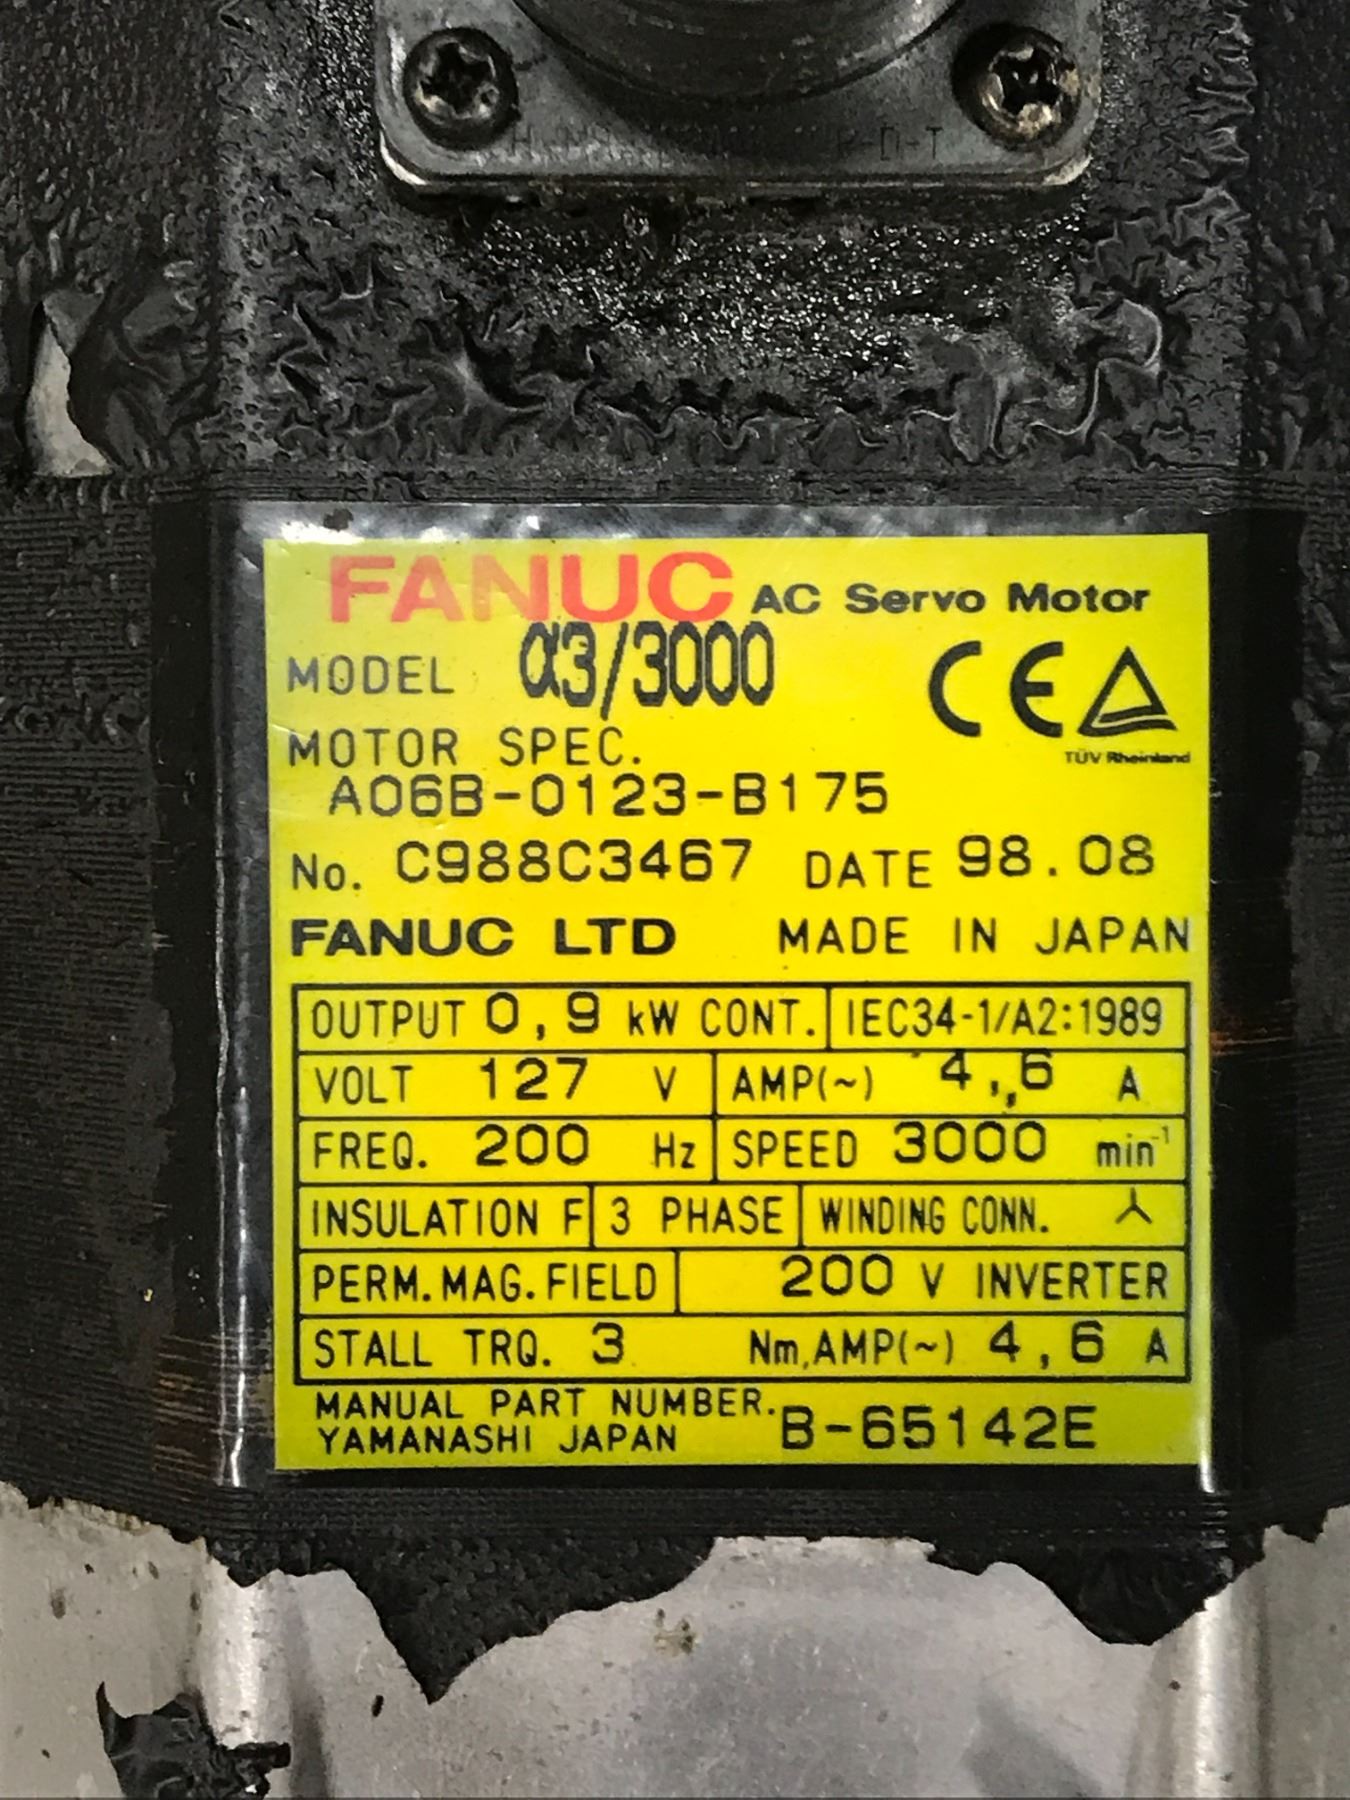 FANUC AC Servo Motor
MODEL α3/3000
CE
TÜV Rheinland
MOTOR SPEC.
A06B-0123-B175
No. C988C3467 DATE 98.08
FANUC LTD MADE IN JAPAN
OUTPUT 0,9 kW CONT. IEC34-1/A2:1989
VOLT 127 V AMP(~) 4,6 A
FREQ. 200 Hz SPEED 3000 min-1
INSULATION F 3 PHASE WINDING CONN.
PERM.MAG.FIELD 200 V INVERTER
STALL TRQ. 3 Nm,AMP(~) 4,6 A
MANUAL PART NUMBER. B-65142E
YAMANASHI JAPAN